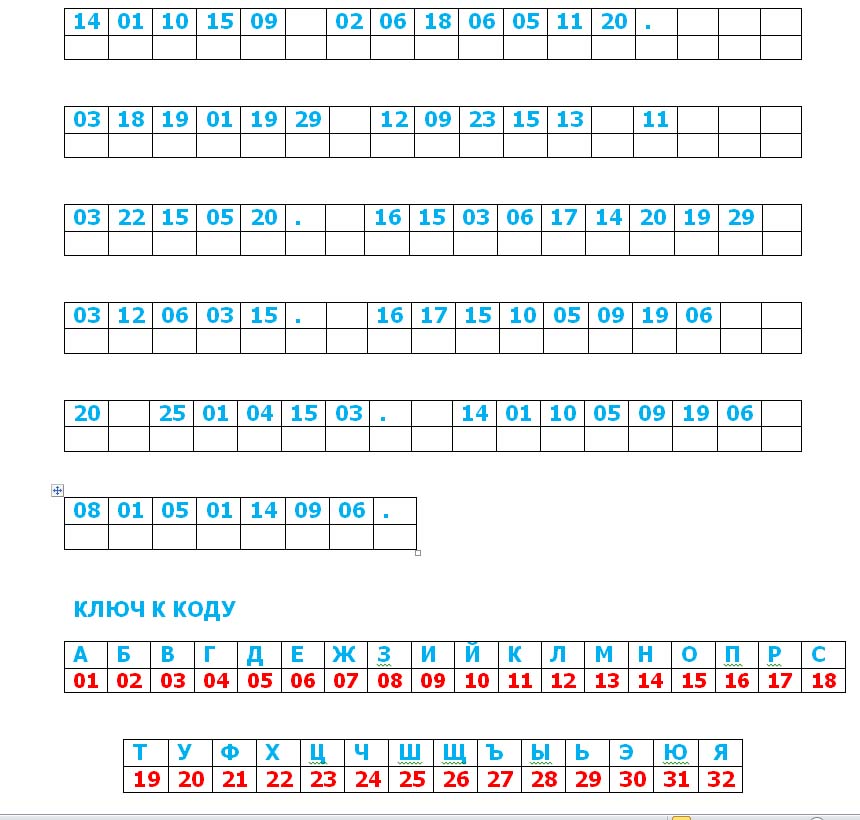 14 01 10 15 09 02 06 18 06 05 11 20 .
03 18 19 01 19 29 12 09 23 15 13 11
03 22 15 05 20 . 16 15 03 06 17 14 20 19 29
03 12 06 03 15 . 16 17 15 10 05 09 19 06
20 25 01 04 15 03 . 14 01 10 05 09 19 06
08 01 05 01 14 09 06 .
КЛЮЧ К КОДУ
А Б В Г Д Е Ж З И Й К Л М Н О П Р С
01 02 03 04 05 06 07 08 09 10 11 12 13 14 15 16 17 18
Т У Ф Х Ц Ч Ш Щ Ъ Ы Ь Э Ю Я
19 20 21 22 23 24 25 26 27 28 29 30 31 32